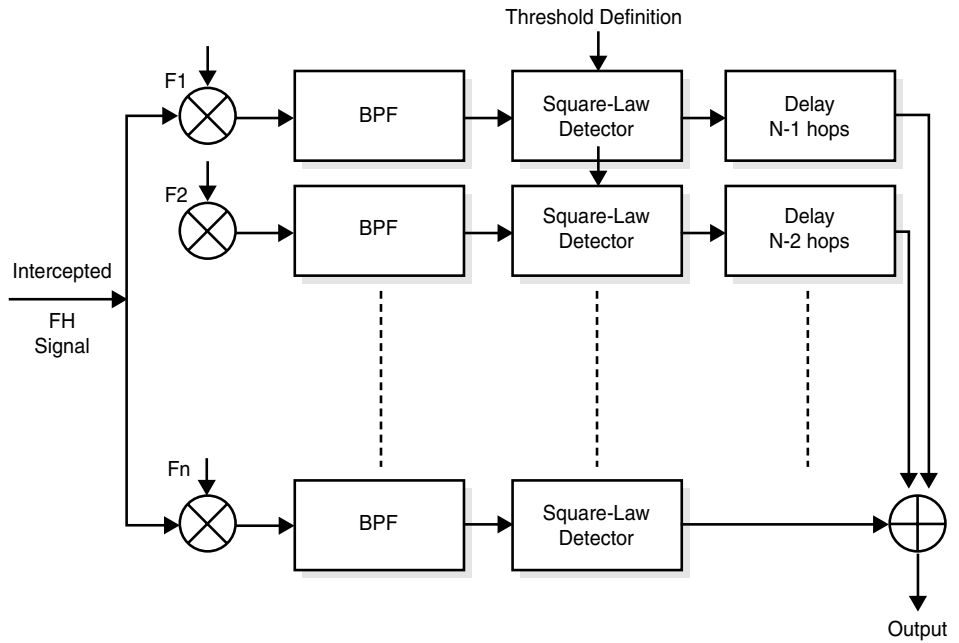 Threshold Definition
F1
BPF
Square-Law
Detector
Delay
N-1 hops
F2
BPF
Square-Law
Detector
Delay
N-2 hops
Intercepted
FH
Signal
Fn
BPF
Square-Law
Detector
Output